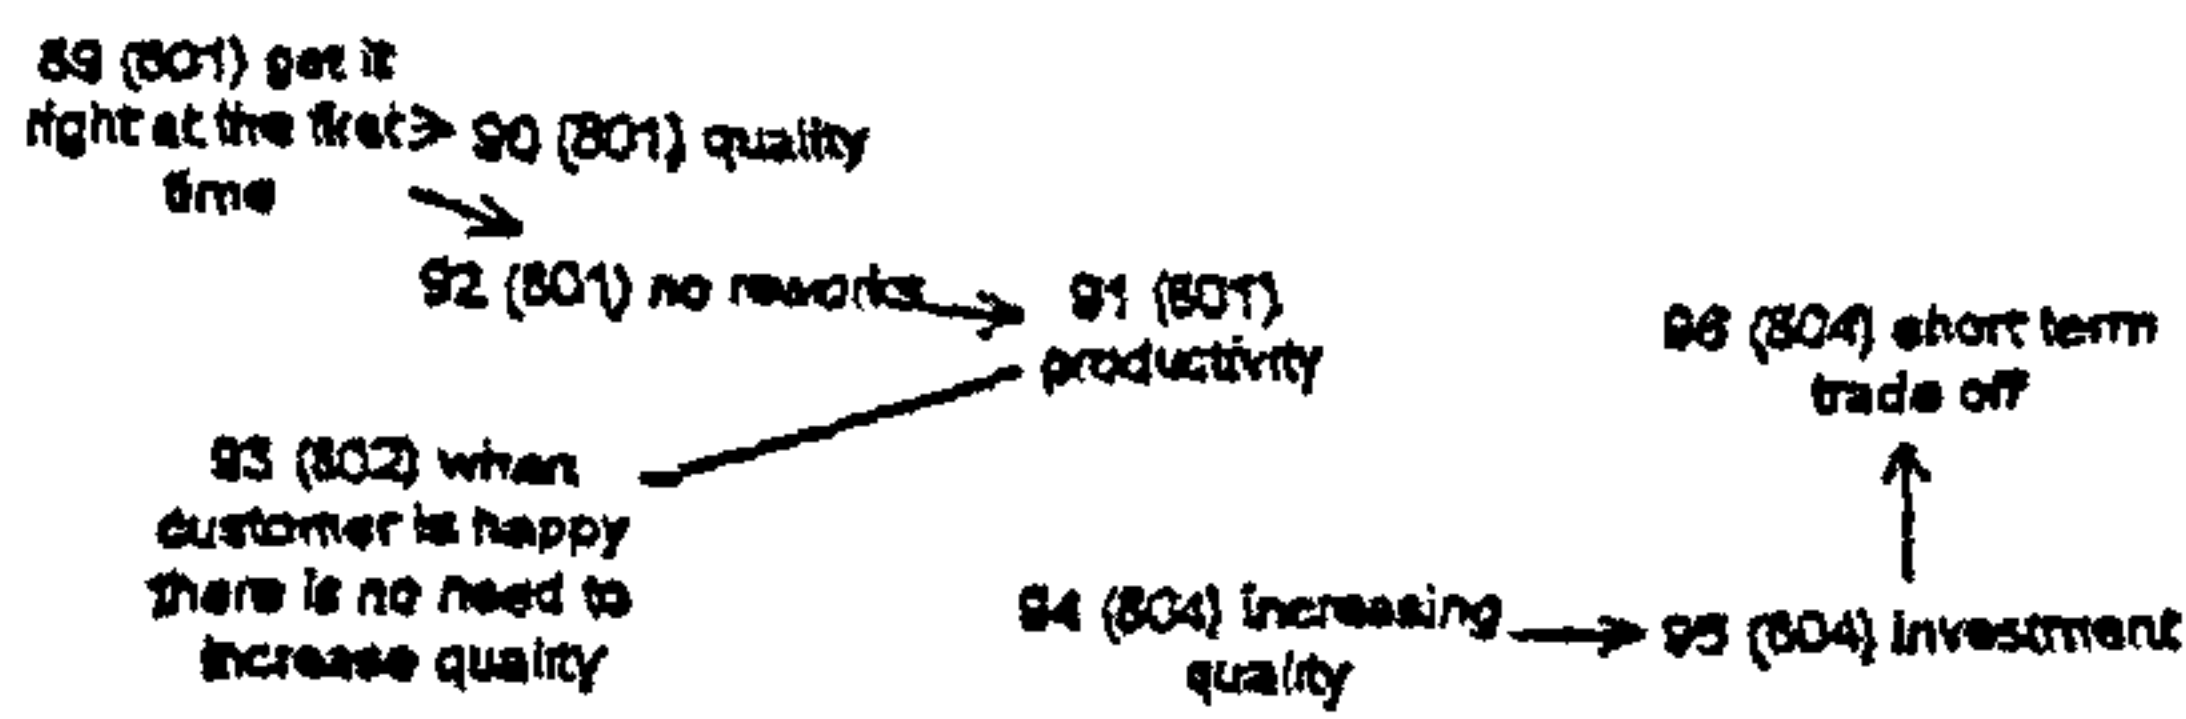 89 (801) get it
right at the first
time
90 (801) quality
92 (801) no reworks
91 (801)
productivity
96 (804) short term
trade off
93 (802) when
customer is happy
there is no need to
increase quality
94 (804) increasing
quality
95 (804) investment